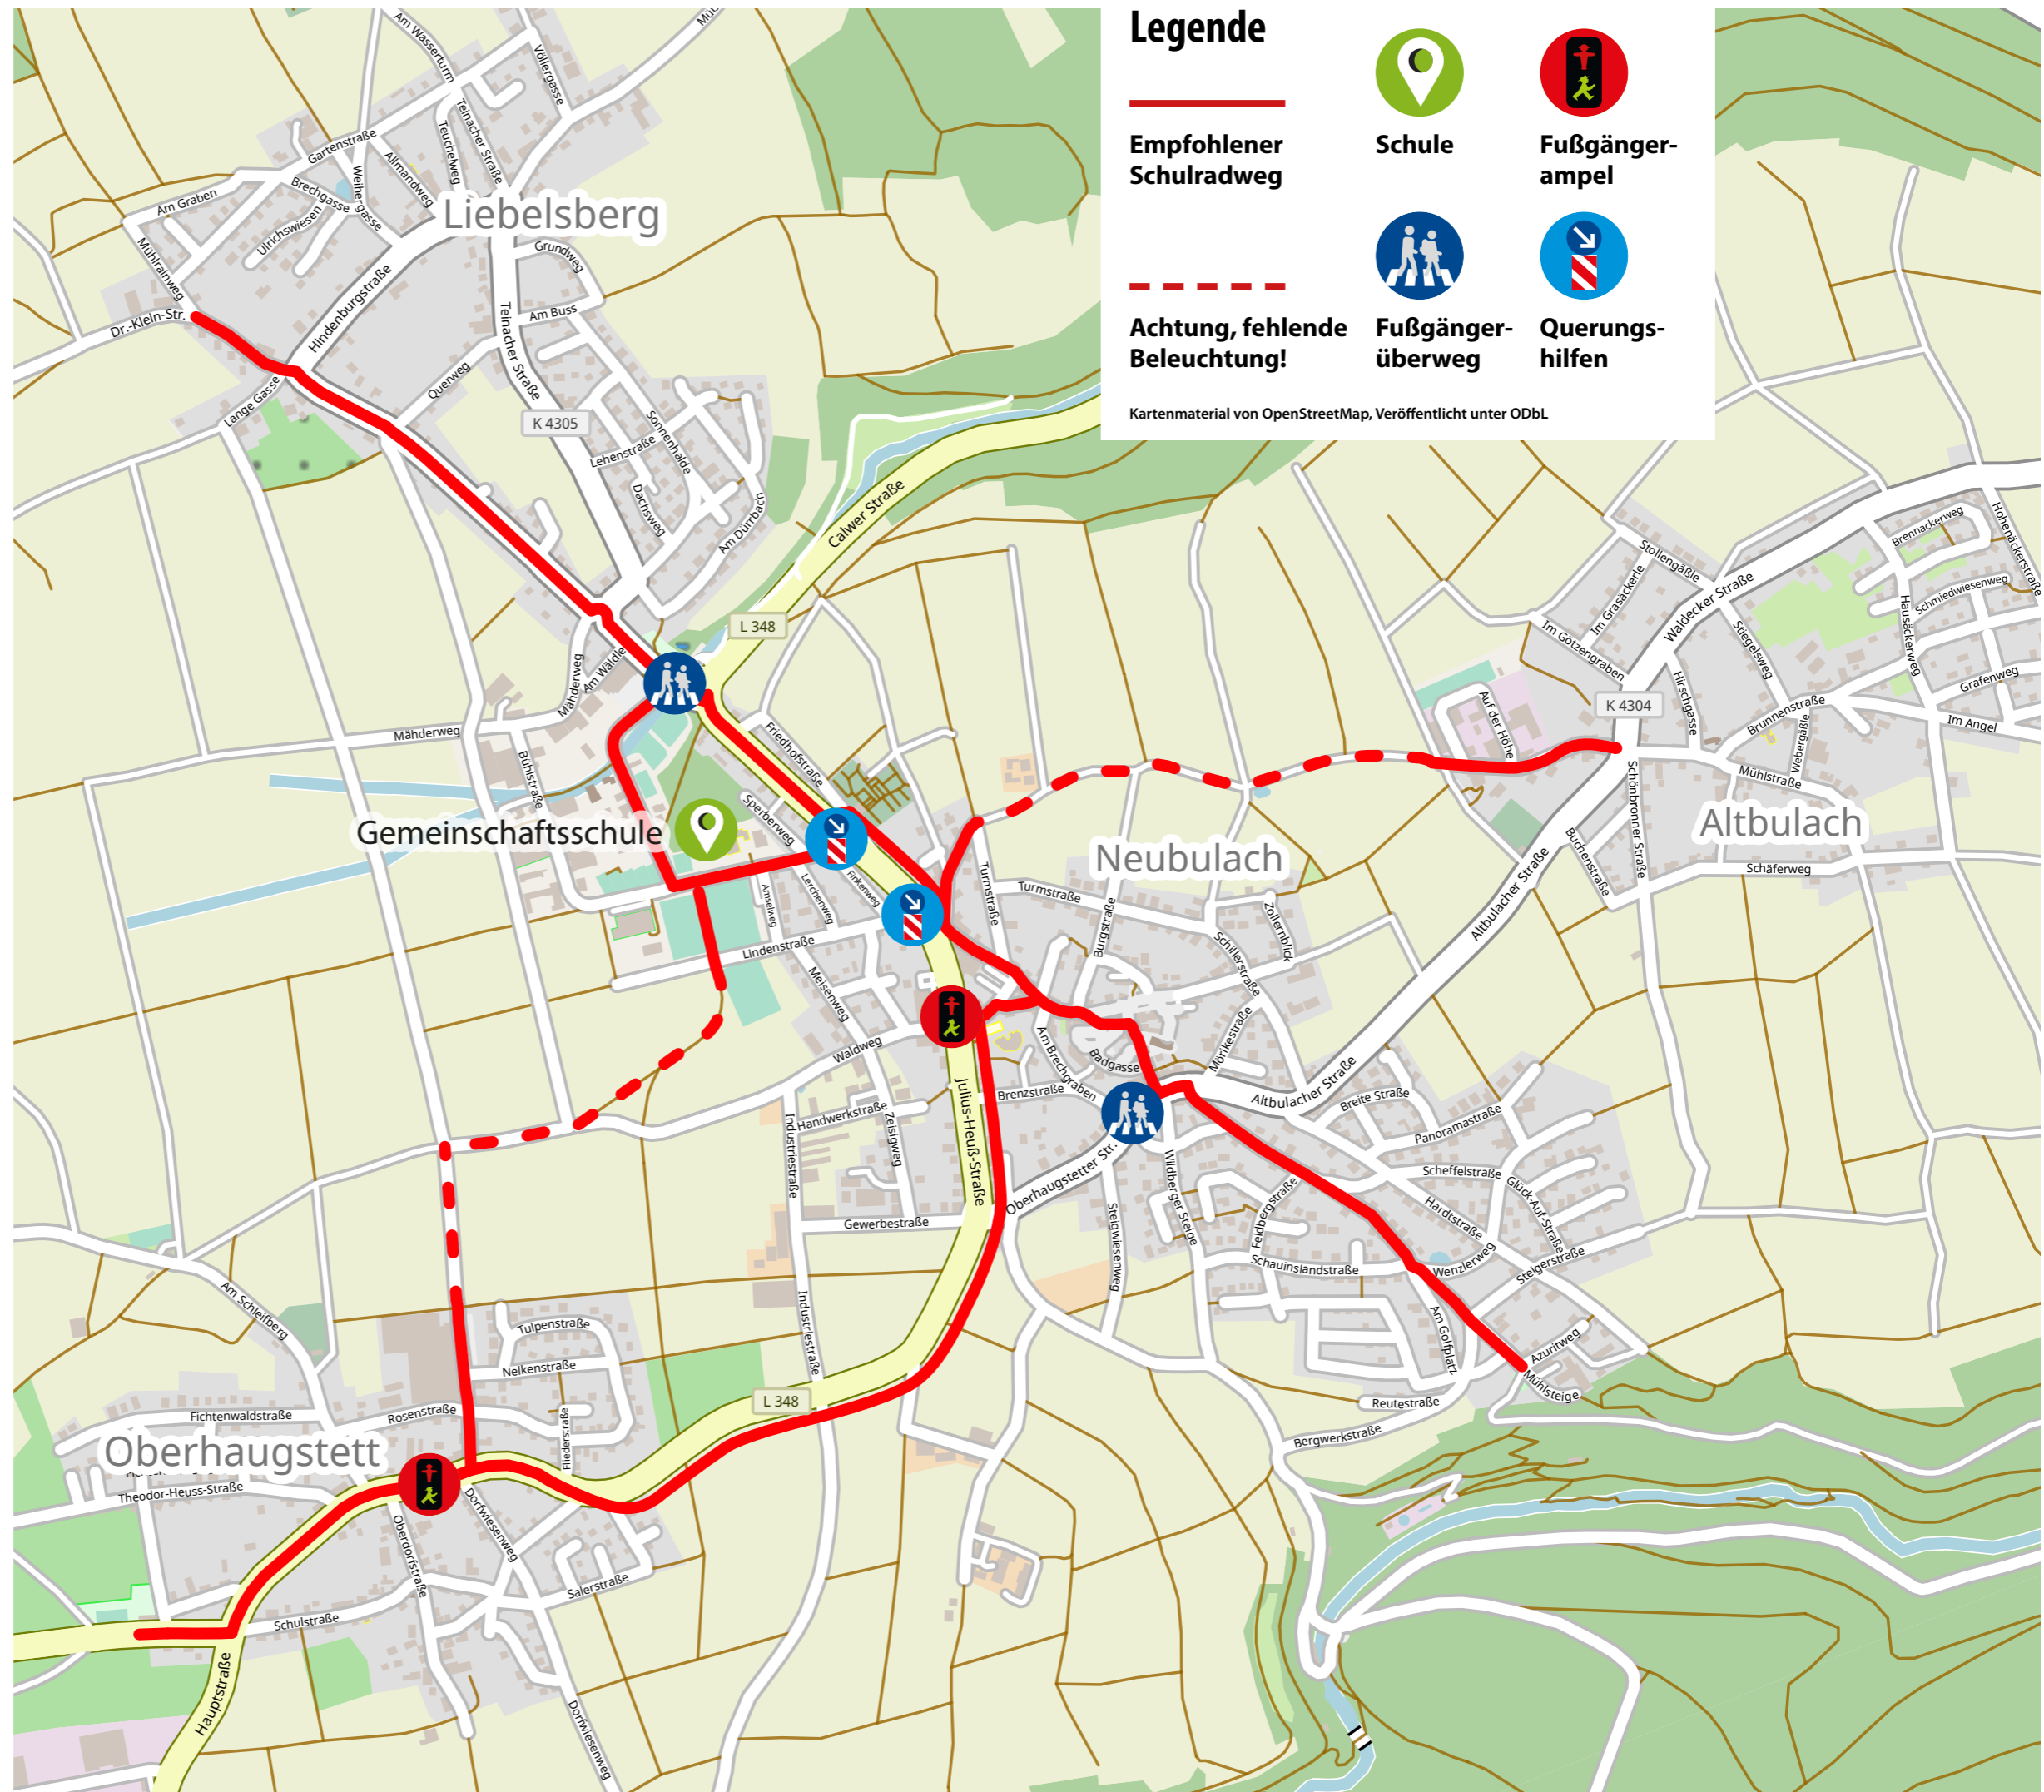 Legende
Empfohlener
Schulradweg
Schule
Fußgänger-
ampel
Achtung, fehlende
Beleuchtung!
Fußgänger-
überweg
Querungs-
hilfen
Kartenmaterial von OpenStreetMap, Veröffentlicht unter ODbL
Am Wasserturm
Völlergasse
Teinacher Straße
Teuchelweg
Gartenstraße
Allmandweg
Weihergasse
Brechgasse
Ulrichswiesen
Am Graben
Mühlrainweg
Liebelsberg
Grundweg
Hindenburgstraße
Dr.-Klein-Str.
Am Buss
Teinacher Straße
Querweg
Lange Gasse
K 4305
Sonnenhalde
Lehenstraße
Dachsweg
Am Dürrbach
Calwer Straße
L 348
Am Wäldle
Mähderweg
Mähderweg
Bühlstraße
Friedhofstraße
Sperberweg
Gemeinschaftsschule
Finkenweg
Lerchenweg
Amselweg
Lindenstraße
Meisenweg
Waldweg
Turmstraße
Turmstraße
Neubulach
Burgstraße
Zollernblick
Schillerstraße
Mörikestraße
Am Brechgraben
Badgasse
Brenzstraße
Julius-Heuß-Straße
Handwerkstraße
Zeisigweg
Industriestraße
Gewerbestraße
Industriestraße
Oberhaugstetter Str.
Wildberger Steige
Steigwiesenweg
Altbulacher Straße
Altbulacher Straße
Breite Straße
Panoramastraße
Scheffelstraße
Glück-Auf-Straße
Hardtstraße
Feldbergstraße
Schauinslandstraße
Wenzlerweg
Steigerstraße
Am Golfplatz
Azuritweg
Mühlsteige
Reutestraße
Bergwerkstraße
Stollengäßle
Im Grasäckerle
Im Götzengraben
Waldecker Straße
Stiegelsweg
Hirschgasse
K 4304
Auf der Höhe
Brennackerweg
Hohenäckerstraße
Schmiedwiesenweg
Hausäckerweg
Grafenweg
Im Angel
Brunnenstraße
Webergäßle
Mühlstraße
Altbulach
Schönbronner Straße
Buchenstraße
Schäferweg
Am Schleifberg
Tulpenstraße
Nelkenstraße
Rosenstraße
Fliederstraße
Fichtenwaldstraße
L 348
Oberhaugstett
Theodor-Heuss-Straße
Dorfwiesenweg
Oberdorfstraße
Salerstraße
Schulstraße
Hauptstraße
Dorfwiesenweg